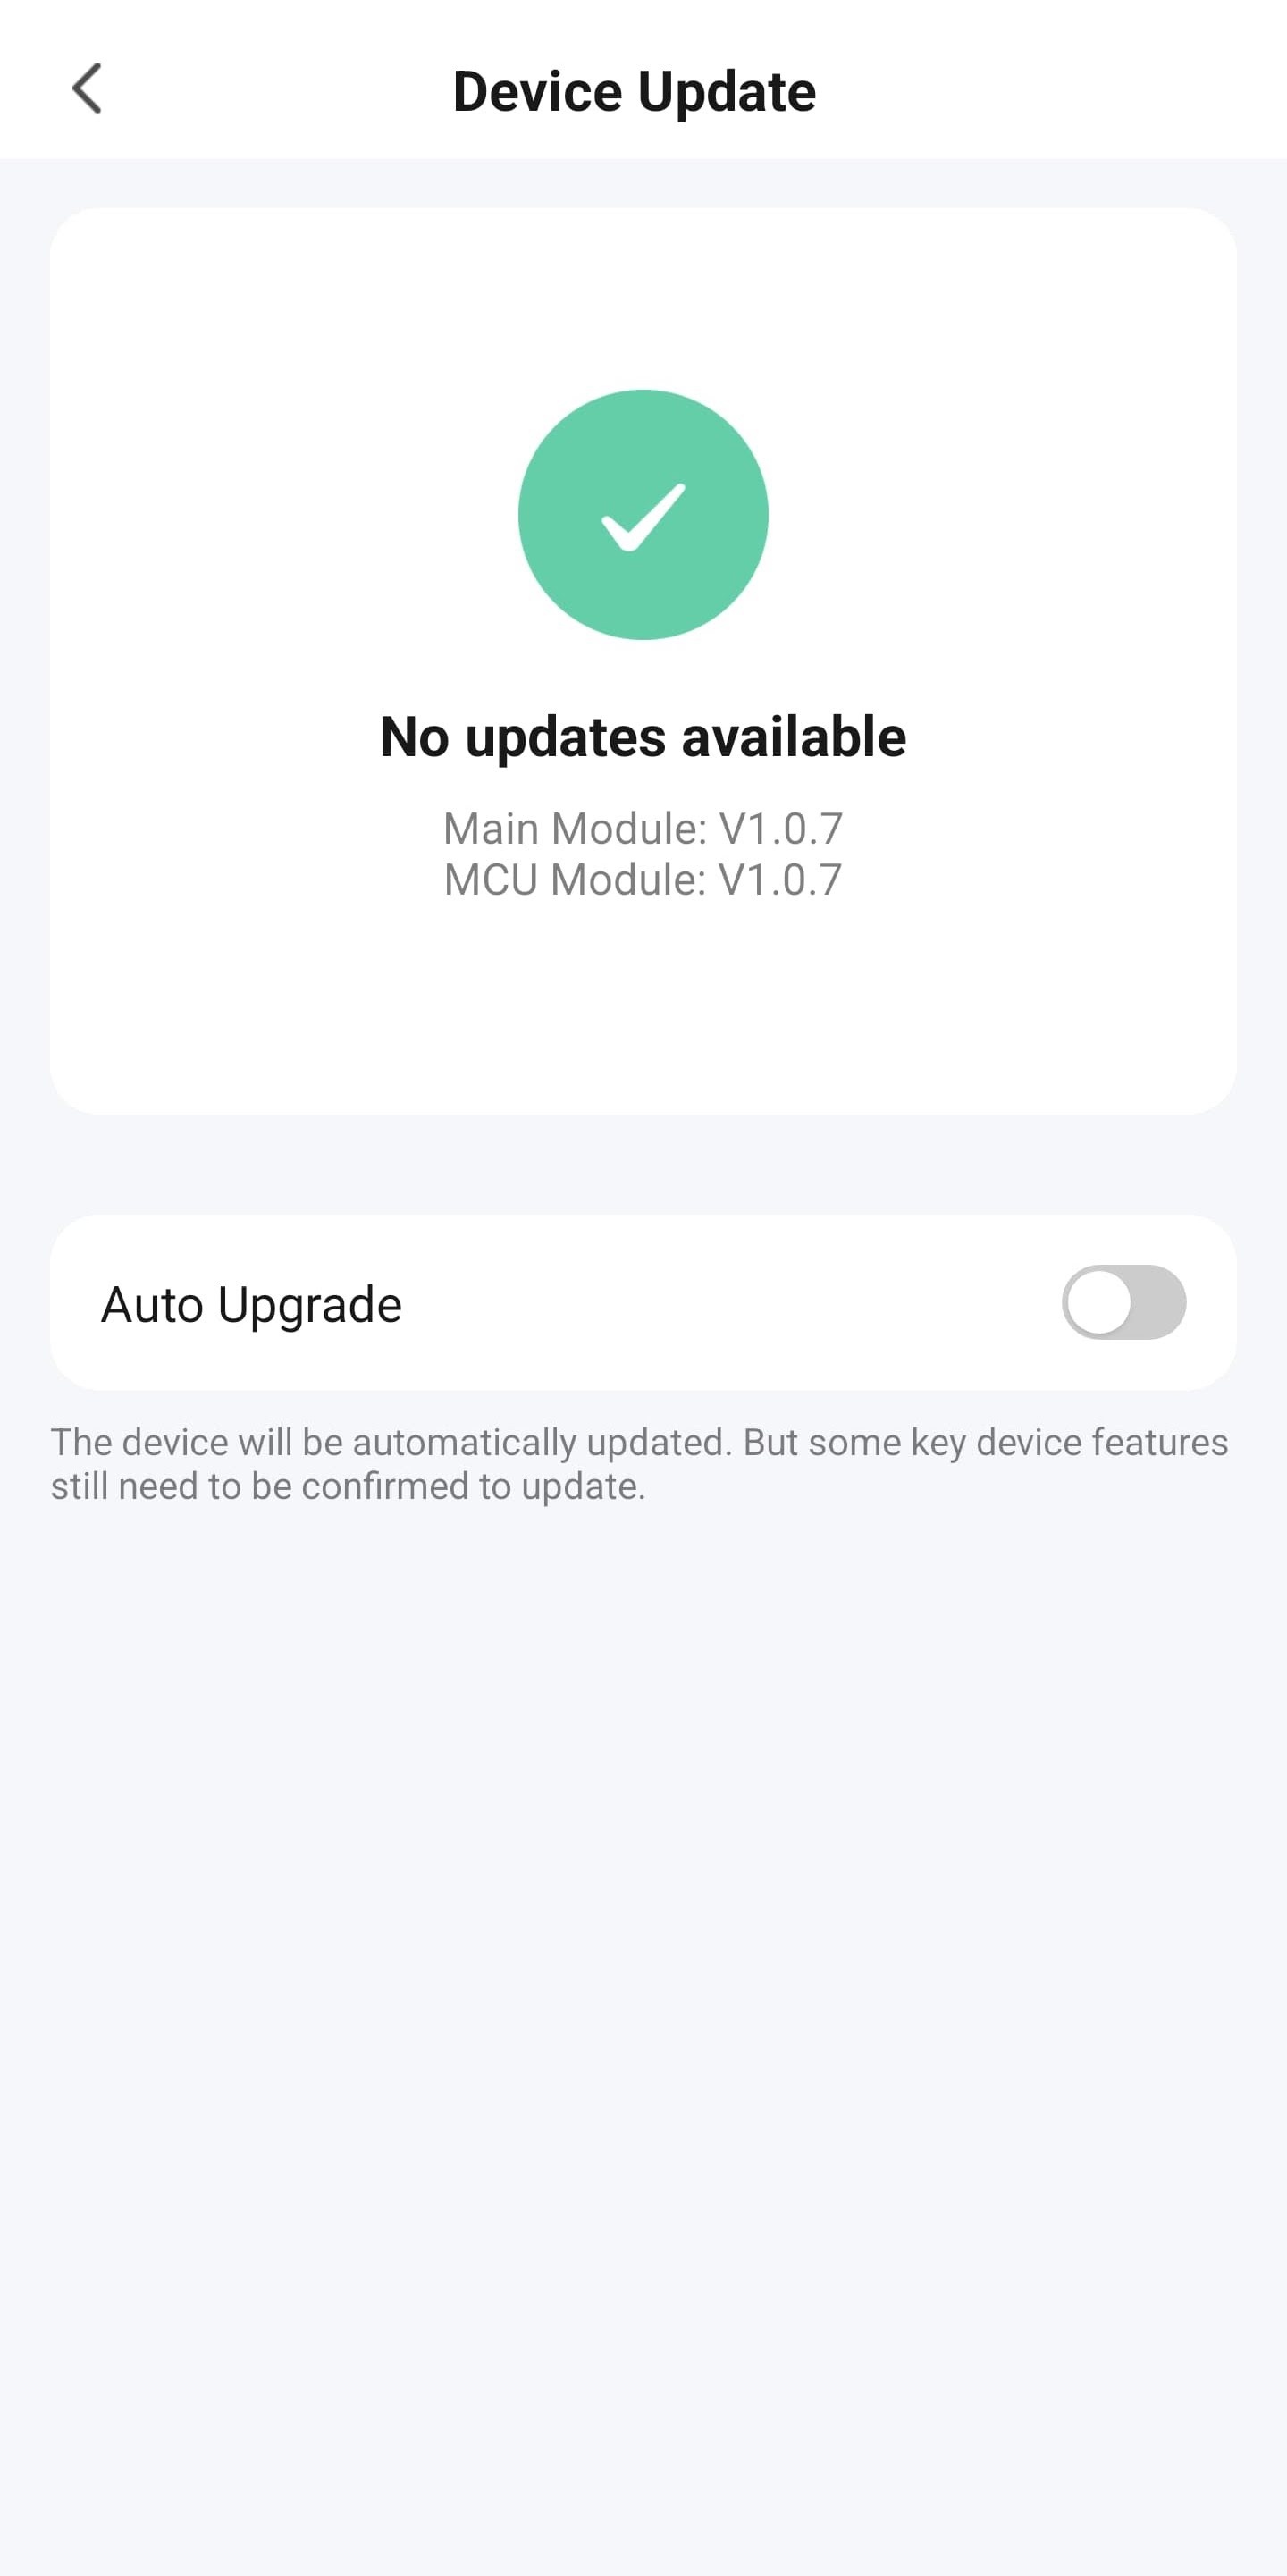 Device Update
No updates available
Main Module: V1.0.7
MCU Module: V1.0.7
Auto Upgrade
The device will be automatically updated. But some key device features
still need to be confirmed to update.